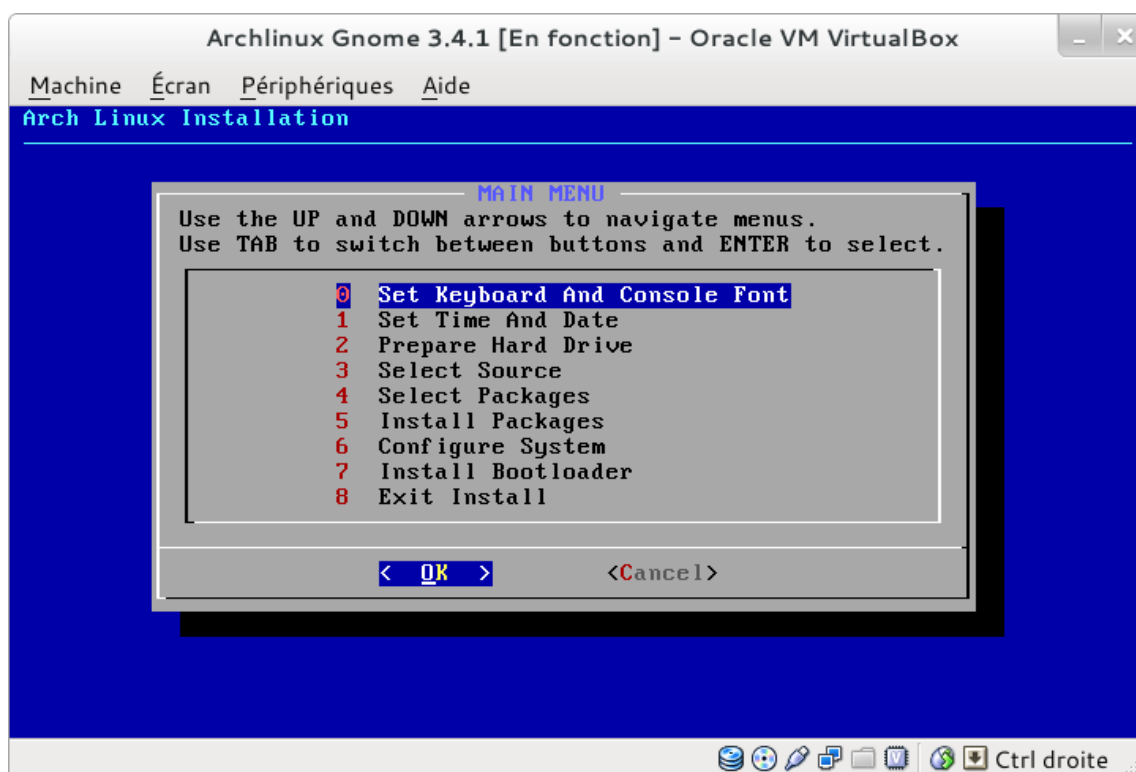 Archlinux Gnome 3.4.1 [En fonction] – Oracle VM VirtualBox
Machine Écran Périphériques Aide
Arch Linux Installation
MAIN MENU
Use the UP and DOWN arrows to navigate menus.
Use TAB to switch between buttons and ENTER to select.
0 Set Keyboard And Console Font
1 Set Time And Date
2 Prepare Hard Drive
3 Select Source
4 Select Packages
5 Install Packages
6 Configure System
7 Install Bootloader
8 Exit Install
< OK > <Cancel>
Ctrl droite